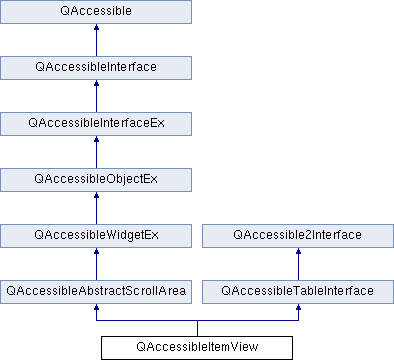 QAccessible
QAccessibleInterface
QAccessibleInterfaceEx
QAccessibleObjectEx
QAccessibleWidgetEx
QAccessible2Interface
QAccessibleAbstractScrollArea
QAccessibleTableInterface
QAccessibleItemView